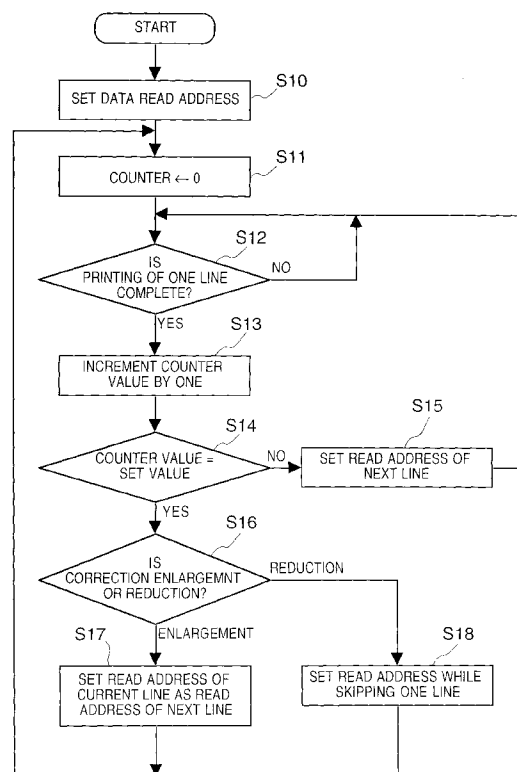 START
S10
SET DATA READ ADDRESS
S11
COUNTER ← 0
S12
IS
PRINTING OF ONE LINE
COMPLETE?
NO
YES
S13
INCREMENT COUNTER
VALUE BY ONE
S14
COUNTER VALUE =
SET VALUE
NO
S15
SET READ ADDRESS OF
NEXT LINE
YES
S16
IS
CORRECTION ENLARGEMNT
OR REDUCTION?
REDUCTION
ENLARGEMENT
S17
SET READ ADDRESS OF
CURRENT LINE AS READ
ADDRESS OF NEXT LINE
S18
SET READ ADDRESS WHILE
SKIPPING ONE LINE